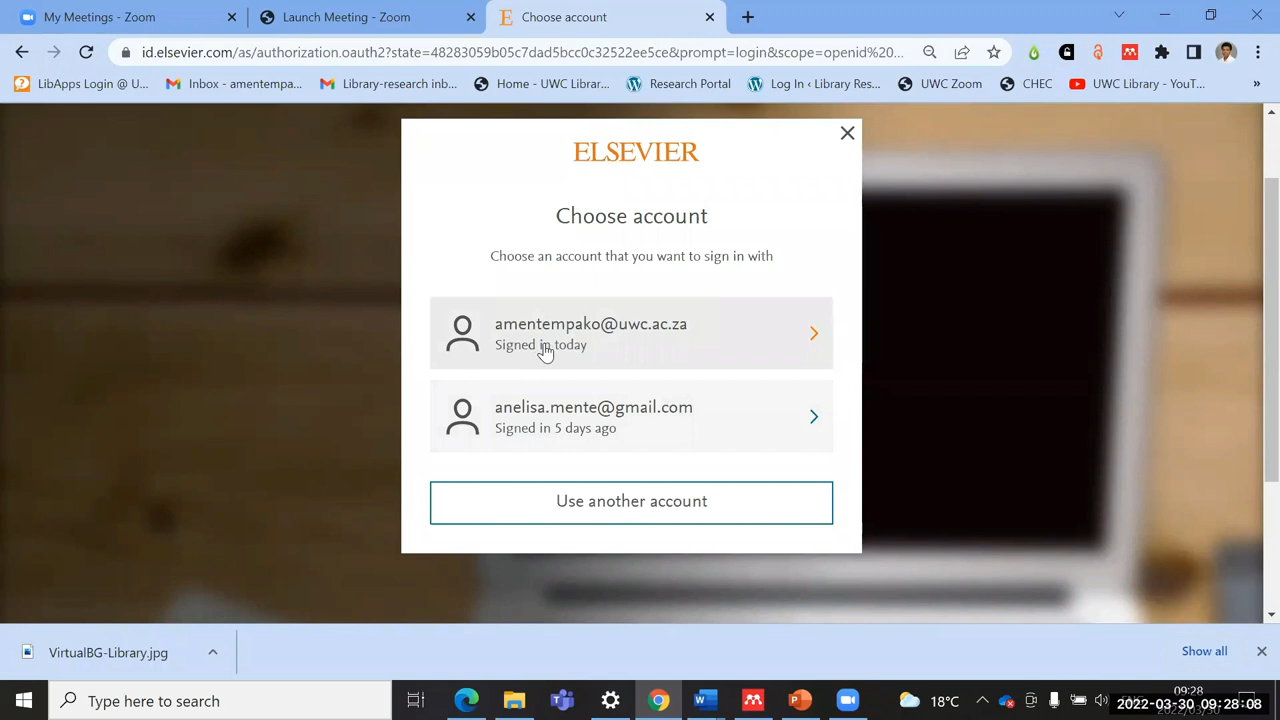 My Meetings - Zoom
Launch Meeting - Zoom
E Choose account
id.elsevier.com/as/authorization.oauth2?state=48283059b05c7dad5bcc0c32522ee5ce&prompt=login&scope=openid%20...
LibApps Login @ U...
Inbox - amentempa...
Library-research inb...
Home - UWC Librar...
Research Portal
Log In ‹ Library Res...
UWC Zoom
CHEC
UWC Library - YouT...
»
ELSEVIER
Choose account
Choose an account that you want to sign in with
amentempako@uwc.ac.za
Signed in today
anelisa.mente@gmail.com
Signed in 5 days ago
Use another account
VirtualBG-Library.jpg
Show all
Type here to search
18°C
09:28
2022-03-30 09:28:08